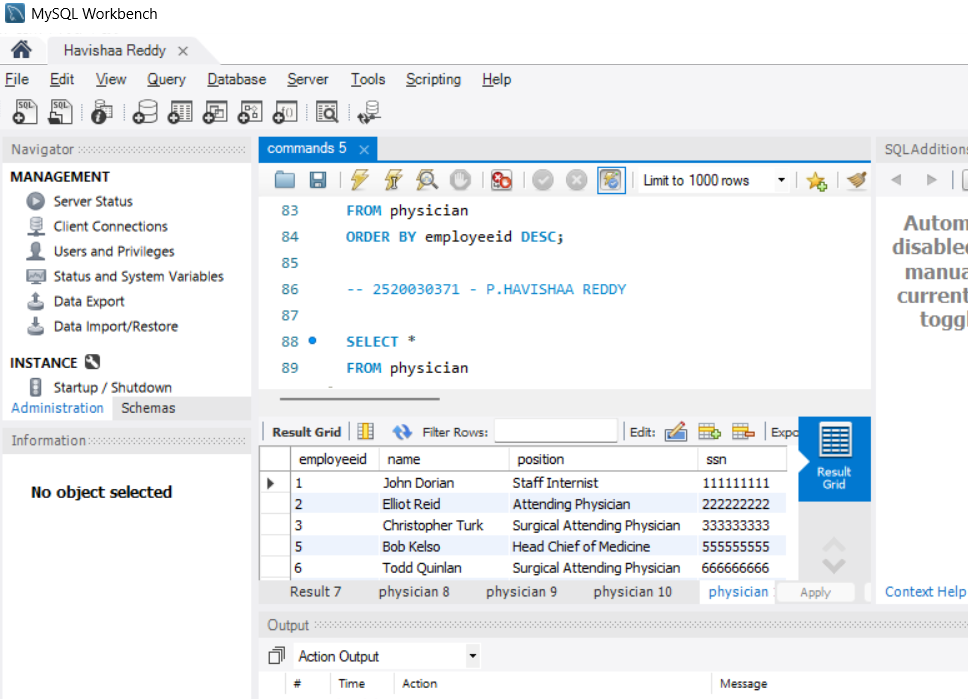 MySQL Workbench
Havishaa Reddy
File Edit View Query Database Server Tools Scripting Help
Navigator
MANAGEMENT
Server Status
Client Connections
Users and Privileges
Status and System Variables
Data Export
Data Import/Restore
INSTANCE
Startup / Shutdown
Administration Schemas
Information
No object selected
commands 5
Limit to 1000 rows
83 FROM physician
84 ORDER BY employeeid DESC;
85
86 -- 2520030371 - P.HAVISHAA REDDY
87
88 SELECT *
89 FROM physician
Result Grid Filter Rows: Edit: Expo
employeeid name position ssn
1 John Dorian Staff Internist 111111111
2 Elliot Reid Attending Physician 222222222
3 Christopher Turk Surgical Attending Physician 333333333
5 Bob Kelso Head Chief of Medicine 555555555
6 Todd Quinlan Surgical Attending Physician 666666666
Result
Grid
Result 7 physician 8 physician 9 physician 10 physician Apply
Output
Action Output
# Time Action Message
SQLAdditions
Autom
disabled
manua
current
toggl
Context Help